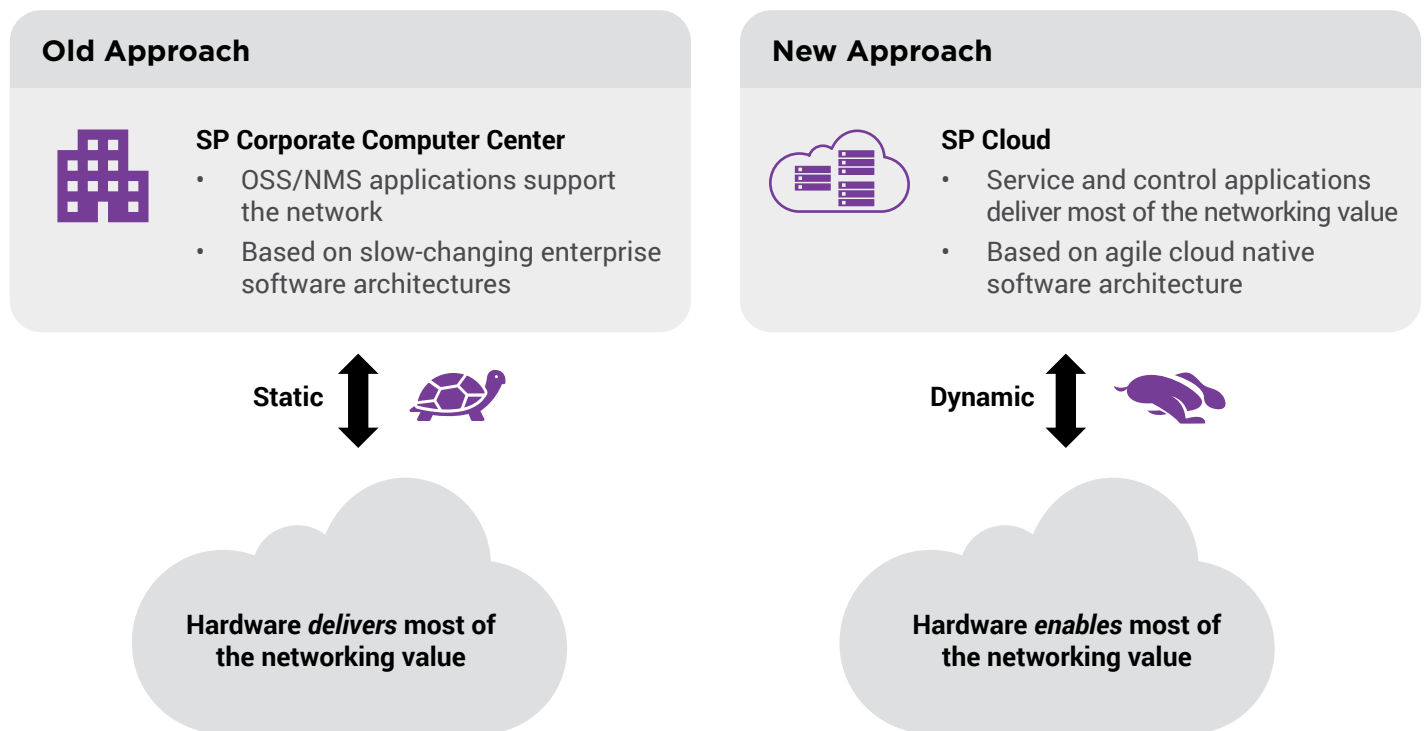 Old Approach
SP Corporate Computer Center
• OSS/NMS applications support
the network
• Based on slow-changing enterprise
software architectures
Static
Hardware delivers most of
the networking value
New Approach
SP Cloud
• Service and control applications
deliver most of the networking value
• Based on agile cloud native
software architecture
Dynamic
Hardware enables most of
the networking value